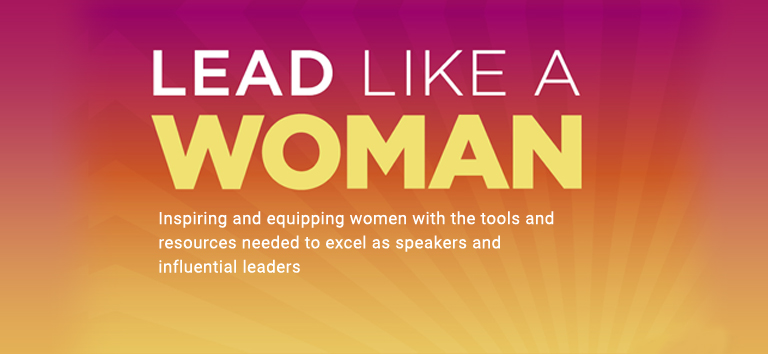 LEAD LIKE A
WOMAN
Inspiring and equipping women with the tools and
resources needed to excel as speakers and
influential leaders